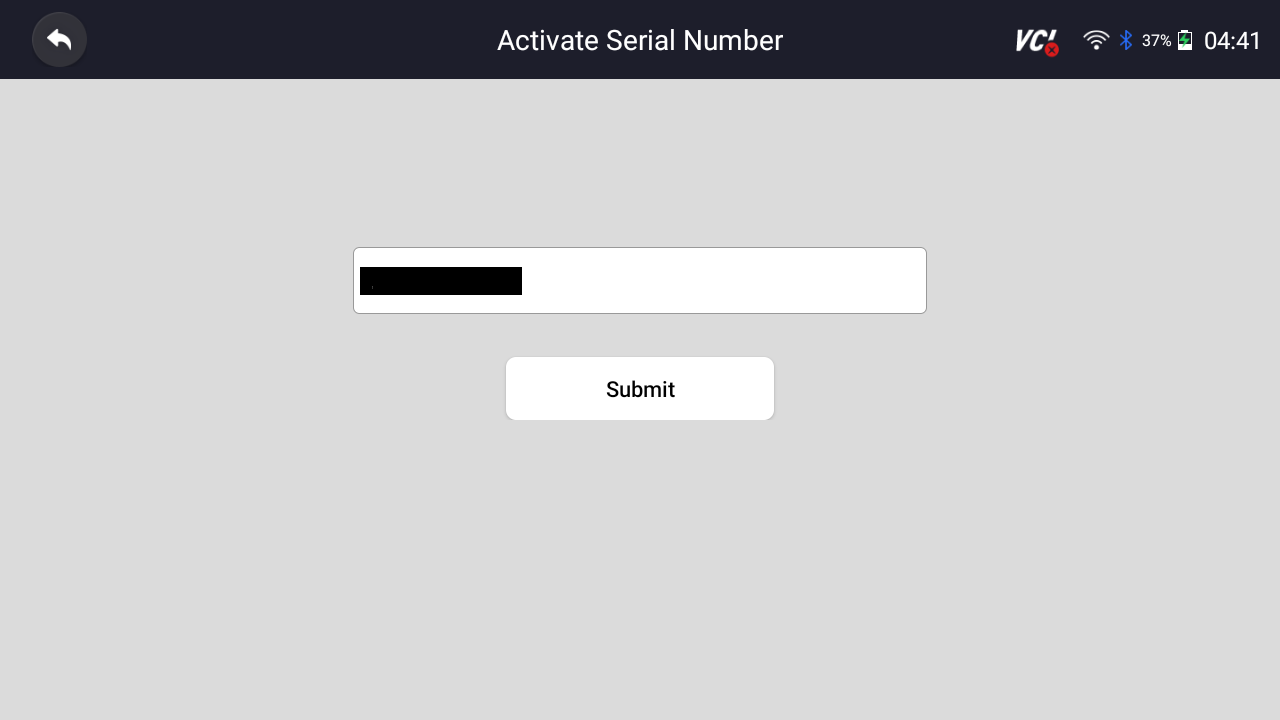 Activate Serial Number
VCI
37%
04:41
Submit